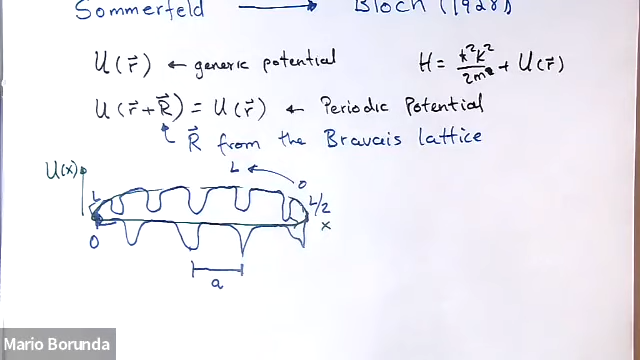 Sommerfeld → Bloch (1928)
U(r⃗) ← generic potential
H = ħ²k²/2m + U(r⃗)
U(r⃗+R⃗) = U(r⃗) ← Periodic Potential
R⃗ from the Bravais lattice
U(x)
L
0
L
L/2
x
0
a
Mario Borunda